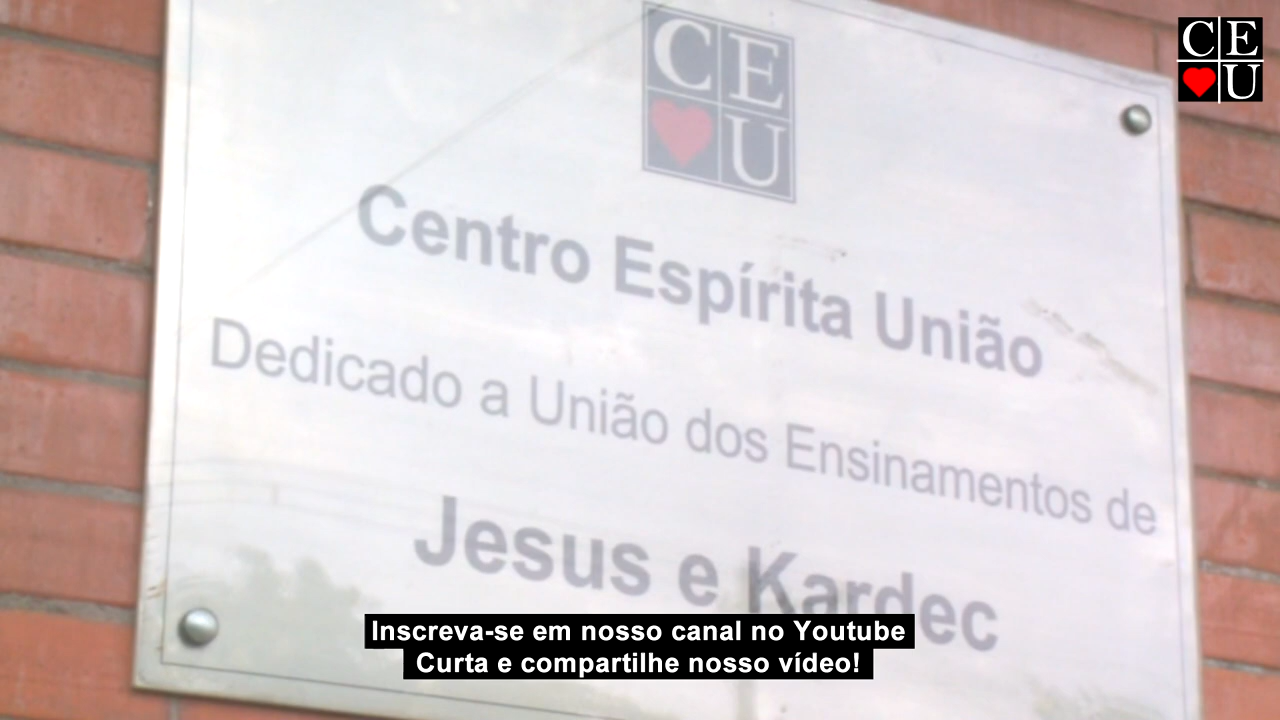 CE
U
CE
U
Centro Espírita União
Dedicado a União dos Ensinamentos de
Jesus e Kardec
Inscreva-se em nosso canal no Youtube
Curta e compartilhe nosso vídeo!